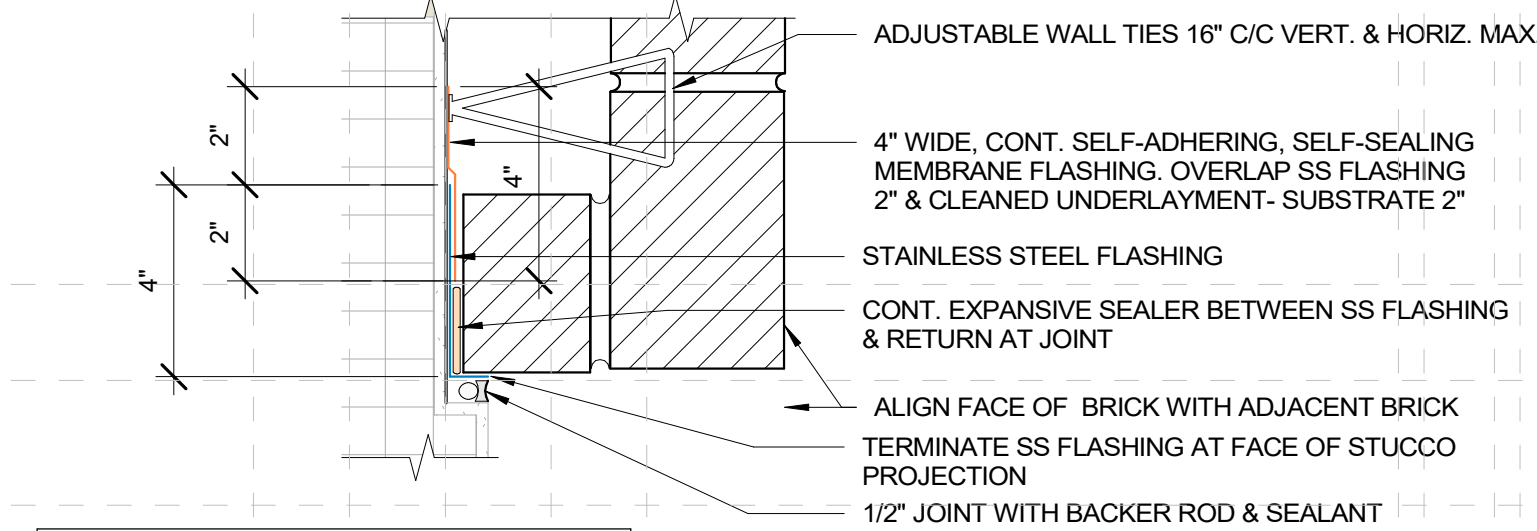 ADJUSTABLE WALL TIES 16" C/C VERT. & HORIZ. MAX.
4" WIDE, CONT. SELF-ADHERING, SELF-SEALING
MEMBRANE FLASHING. OVERLAP SS FLASHING
2" & CLEANED UNDERLAYMENT- SUBSTRATE 2"
STAINLESS STEEL FLASHING
CONT. EXPANSIVE SEALER BETWEEN SS FLASHING
& RETURN AT JOINT
ALIGN FACE OF BRICK WITH ADJACENT BRICK
TERMINATE SS FLASHING AT FACE OF STUCCO
PROJECTION
1/2" JOINT WITH BACKER ROD & SEALANT
2"
2"
4"
4"